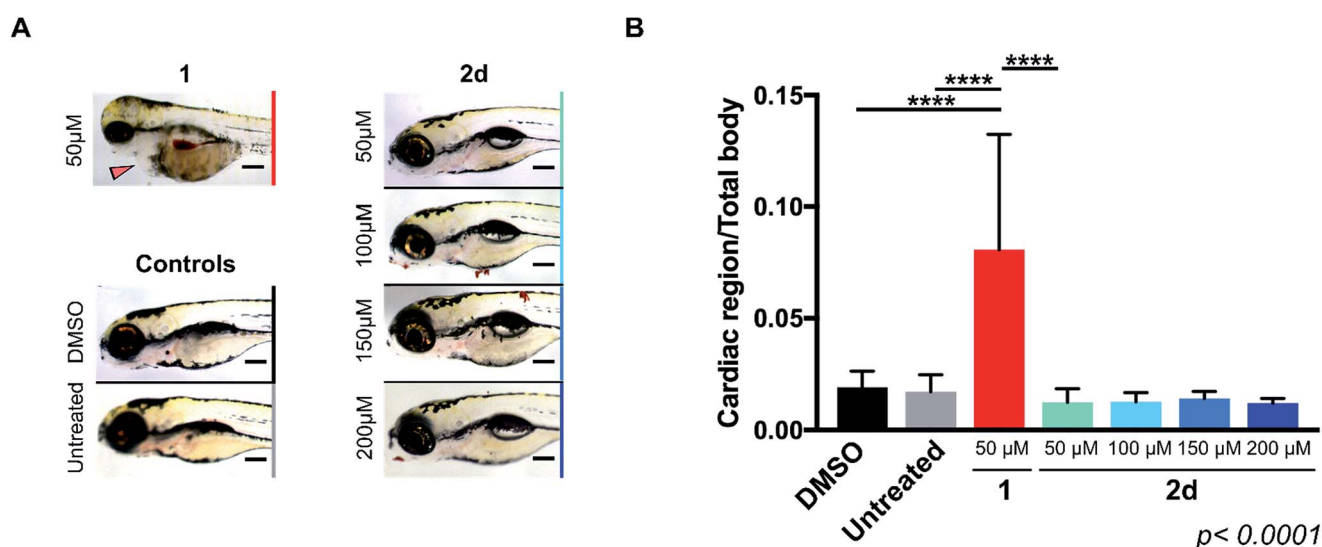 A
1
50µM
Controls
DMSO
Untreated
2d
50µM
100µM
150µM
200µM
B
**** 
****
****
Cardiac region/Total body
0.15
0.10
0.05
0.00
DMSO
Untreated
50 µM
50 µM 100 µM 150 µM 200 µM
1
2d
p< 0.0001